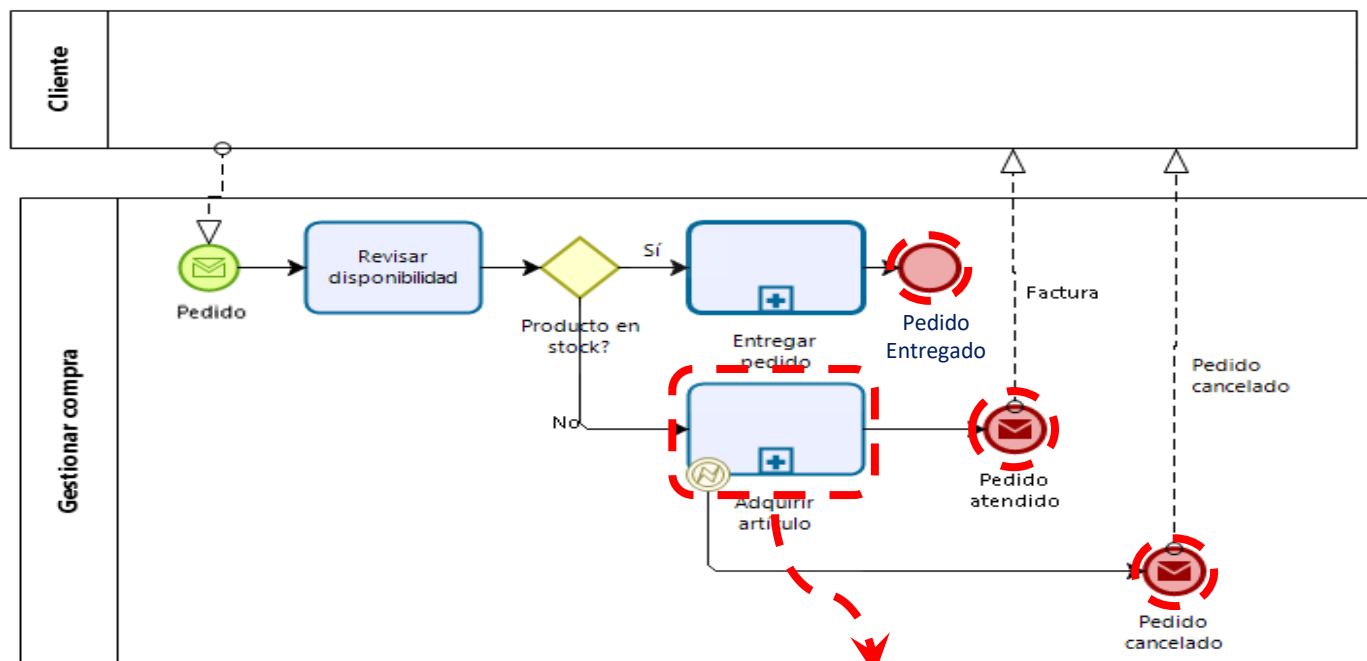 Cliente
Gestionar compra
Pedido
Revisar
disponibilidad
Producto en
stock?
Sí
No
Entregar
pedido
Pedido
Entregado
Adquirir
artículo
Pedido
atendido
Factura
Pedido
cancelado
Pedido
cancelado